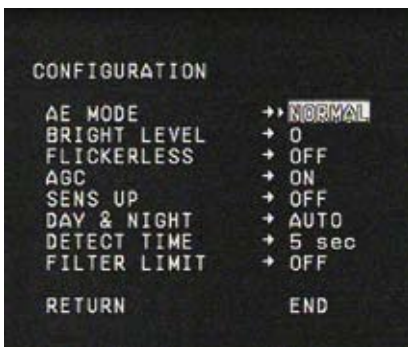 CONFIGURATION
AE MODE → NORMAL
BRIGHT LEVEL → 0
FLICKERLESS → OFF
AGC → ON
SENS UP → OFF
DAY & NIGHT → AUTO
DETECT TIME → 5 sec
FILTER LIMIT → OFF
RETURN END